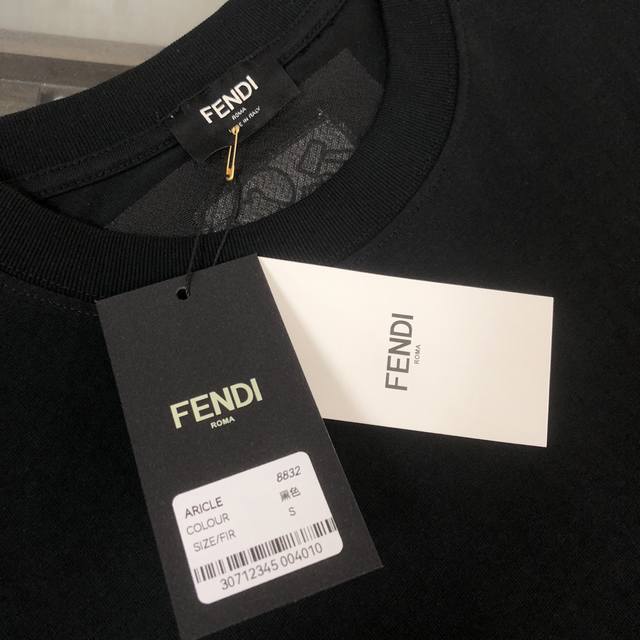 FENDI
ROMA
MADE IN ITALY
FENDI
ROMA
FENDI
ROMA
ARICLE 8832
COLOUR 黑色
SIZE/FIR S
30712345 004010